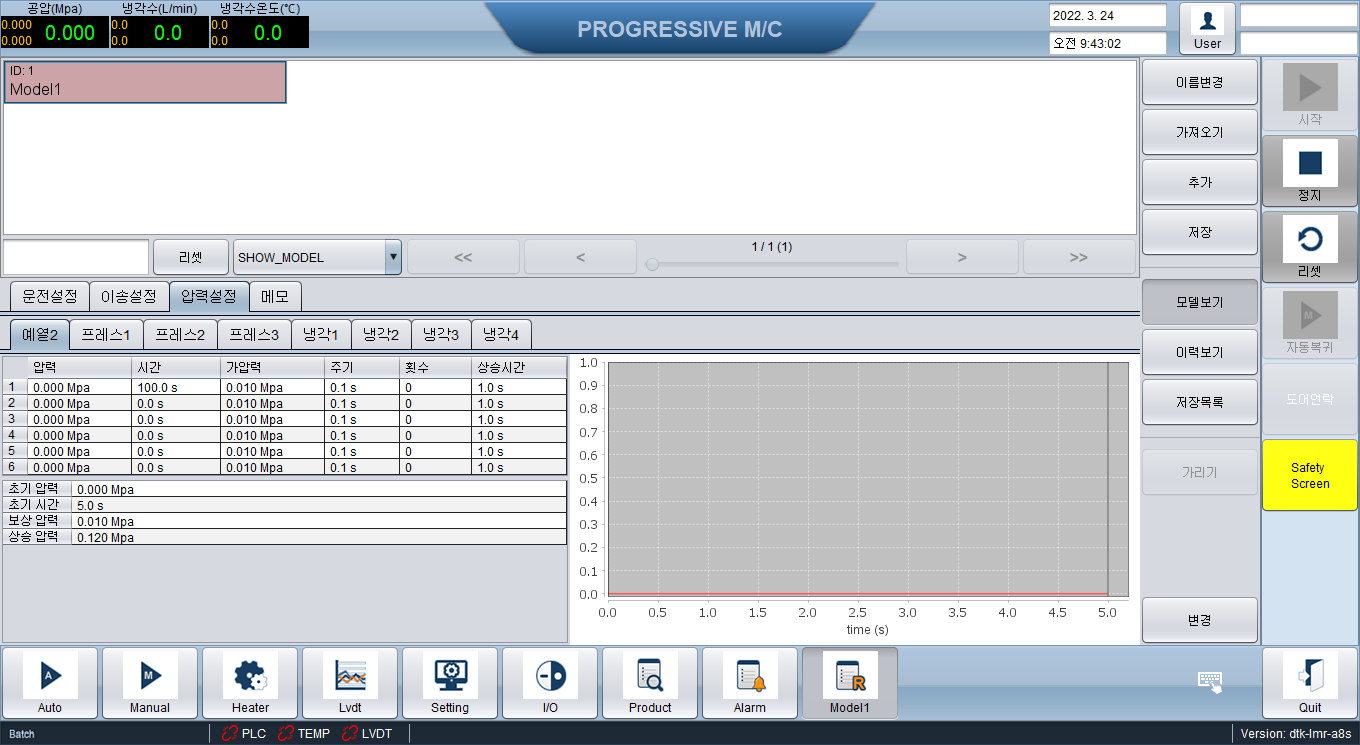 공압(Mpa) 냉각수(L/min) 냉각수온도(℃)
0.000 0.000 0.0 0.0 0.0 0.0
0.000 0.0 0.0
PROGRESSIVE M/C
2022. 3. 24
오전 9:43:02
User
ID: 1
Model1
이름변경
가져오기
추가
저장
모델보기
이력보기
저장목록
가리기
변경
시작
정지
리셋
M
자동복귀
도어언락
Safety
Screen
리셋 SHOW_MODEL << < 1 / 1 (1) > >>
운전설정 이송설정 압력설정 메모
예열2 프레스1 프레스2 프레스3 냉각1 냉각2 냉각3 냉각4
압력 시간 가압력 주기 횟수 상승시간
1 0.000 Mpa 100.0 s 0.010 Mpa 0.1 s 0 1.0 s
2 0.000 Mpa 0.0 s 0.010 Mpa 0.1 s 0 1.0 s
3 0.000 Mpa 0.0 s 0.010 Mpa 0.1 s 0 1.0 s
4 0.000 Mpa 0.0 s 0.010 Mpa 0.1 s 0 1.0 s
5 0.000 Mpa 0.0 s 0.010 Mpa 0.1 s 0 1.0 s
6 0.000 Mpa 0.0 s 0.010 Mpa 0.1 s 0 1.0 s
초기 압력 0.000 Mpa
초기 시간 5.0 s
보상 압력 0.010 Mpa
상승 압력 0.120 Mpa
1.0
0.9
0.8
0.7
0.6
0.5
0.4
0.3
0.2
0.1
0.0
0.0 0.5 1.0 1.5 2.0 2.5 3.0 3.5 4.0 4.5 5.0
time (s)
A M R
Auto Manual Heater Lvdt Setting I/O Product Alarm Model1 Quit
Batch PLC TEMP LVDT Version: dtk-lmr-a8s